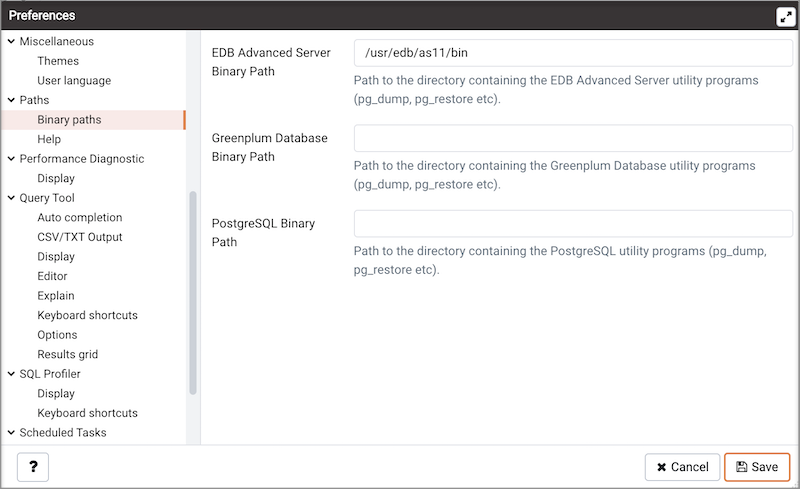 Preferences
Miscellaneous
Themes
User language
Paths
Binary paths
Help
Performance Diagnostic
Display
Query Tool
Auto completion
CSV/TXT Output
Display
Editor
Explain
Keyboard shortcuts
Options
Results grid
SQL Profiler
Display
Keyboard shortcuts
Scheduled Tasks
EDB Advanced Server
Binary Path
/usr/edb/as11/bin
Path to the directory containing the EDB Advanced Server utility programs
(pg_dump, pg_restore etc).
Greenplum Database
Binary Path
Path to the directory containing the Greenplum Database utility programs
(pg_dump, pg_restore etc).
PostgreSQL Binary
Path
Path to the directory containing the PostgreSQL utility programs (pg_dump,
pg_restore etc).
?
Cancel
Save